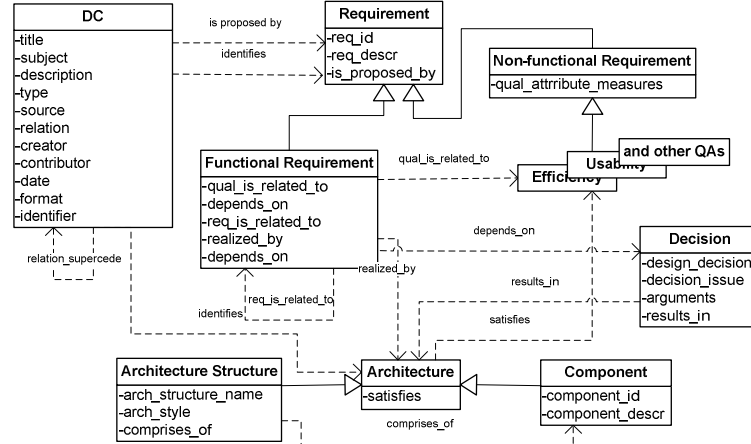 DC
-title
-subject
-description
-type
-source
-relation
-creator
-contributor
-date
-format
-identifier
relation_supercede
is proposed by
identifies
Requirement
-req_id
-req_descr
-is_proposed_by
Non-functional Requirement
-qual_attrribute_measures
Functional Requirement
-qual_is_related_to
-depends_on
-req_is_related_to
-realized_by
-depends_on
qual_is_related_to
Efficiency
Usability
and other QAs
depends_on
realized_by
req_is_related_to
identifies
results_in
satisfies
Decision
-design_decision
-decision_issue
-arguments
-results_in
Architecture Structure
-arch_structure_name
-arch_style
-comprises_of
Architecture
-satisfies
comprises_of
Component
-component_id
-component_descr